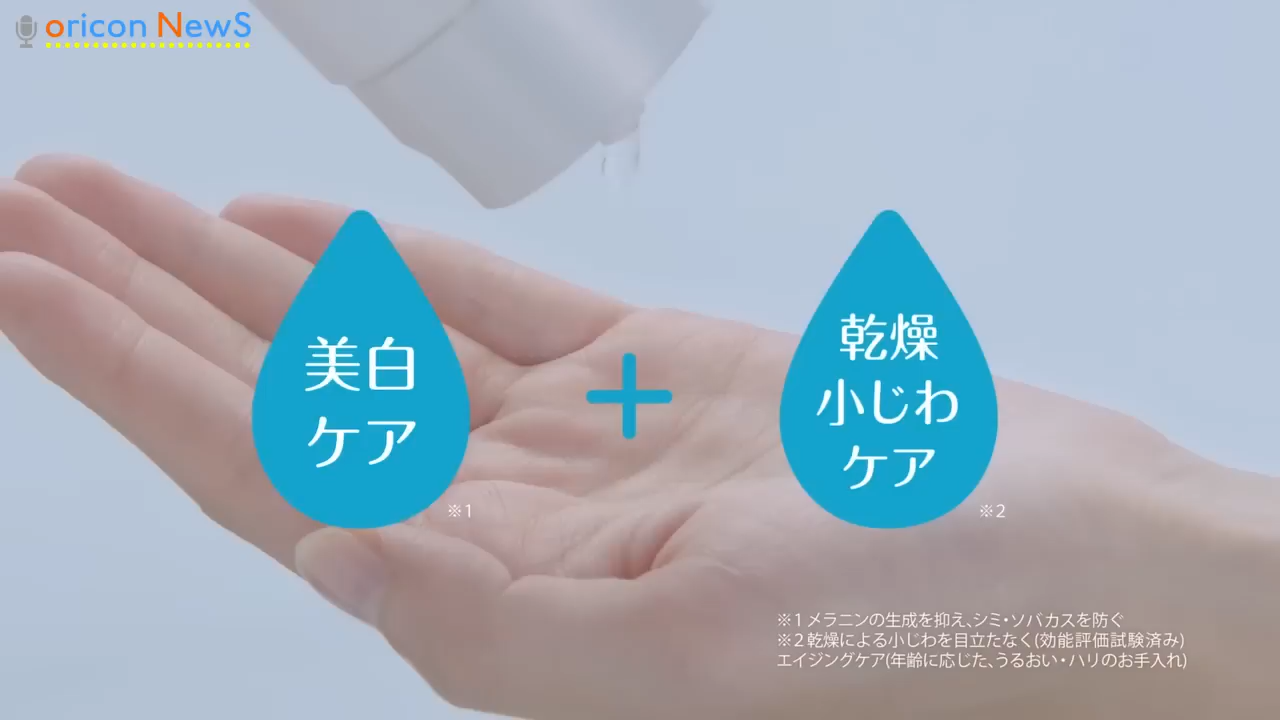 oricon NewS
美白
ケア
※1
+
乾燥
小じわ
ケア
※2
※1 メラニンの生成を抑え、シミ・ソバカスを防ぐ
※2 乾燥による小じわを目立たなく(効能評価試験済み)
エイジングケア(年齢に応じた、うるおい・ハリのお手入れ)